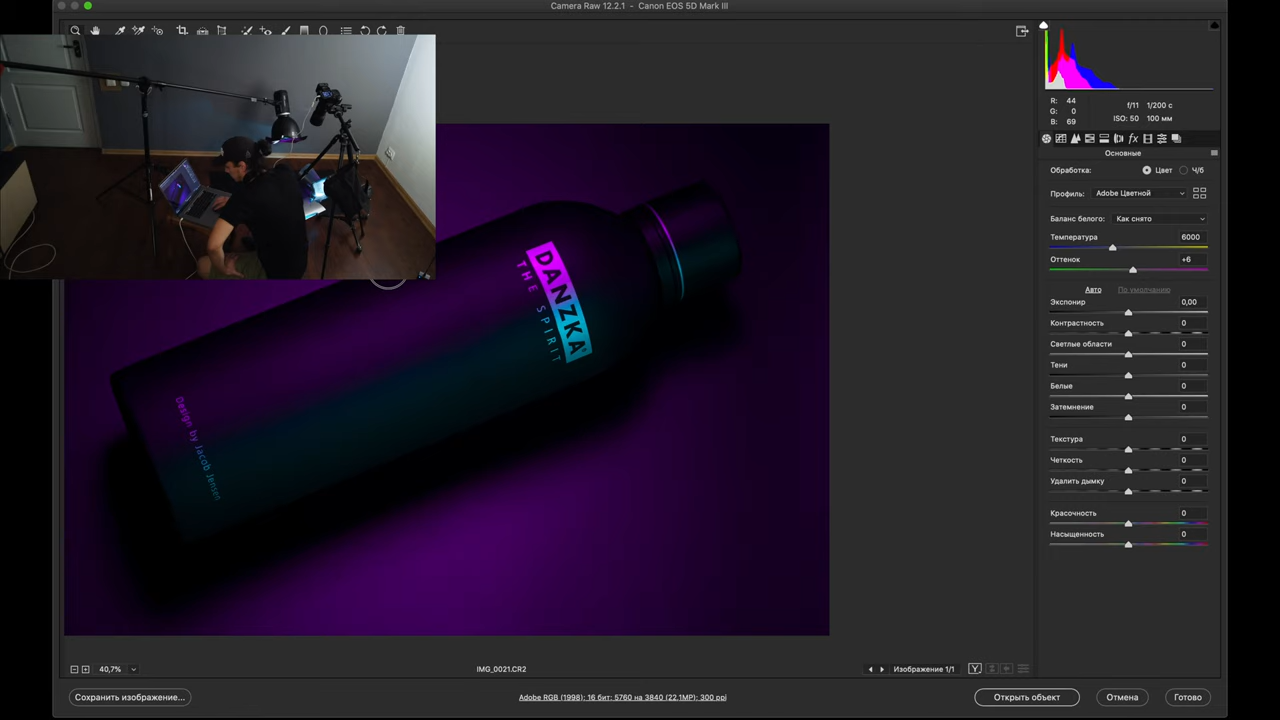 Camera Raw 12.2.1 - Canon EOS 5D Mark III
R: 44
G: 0
B: 69
f/11 1/200 с
ISO: 50 100 мм
fx
Основные
Обработка: Цвет Ч/б
Профиль: Adobe Цветной
Баланс белого: Как снято
Температура 6000
Оттенок +6
Авто По умолчанию
Экспонир 0,00
Контрастность 0
Светлые области 0
Тени 0
Белые 0
Затемнение 0
Текстура 0
Четкость 0
Удалить дымку 0
Красочность 0
Насыщенность 0
DANZKA
THE SPIRIT
Design by Jacob Jensen
40,7%
IMG_0021.CR2
Изображение 1/1
Y
Сохранить изображение...
Adobe RGB (1998); 16 бит; 5760 на 3840 (22,1MP); 300 ppi
Открыть объект
Отмена
Готово